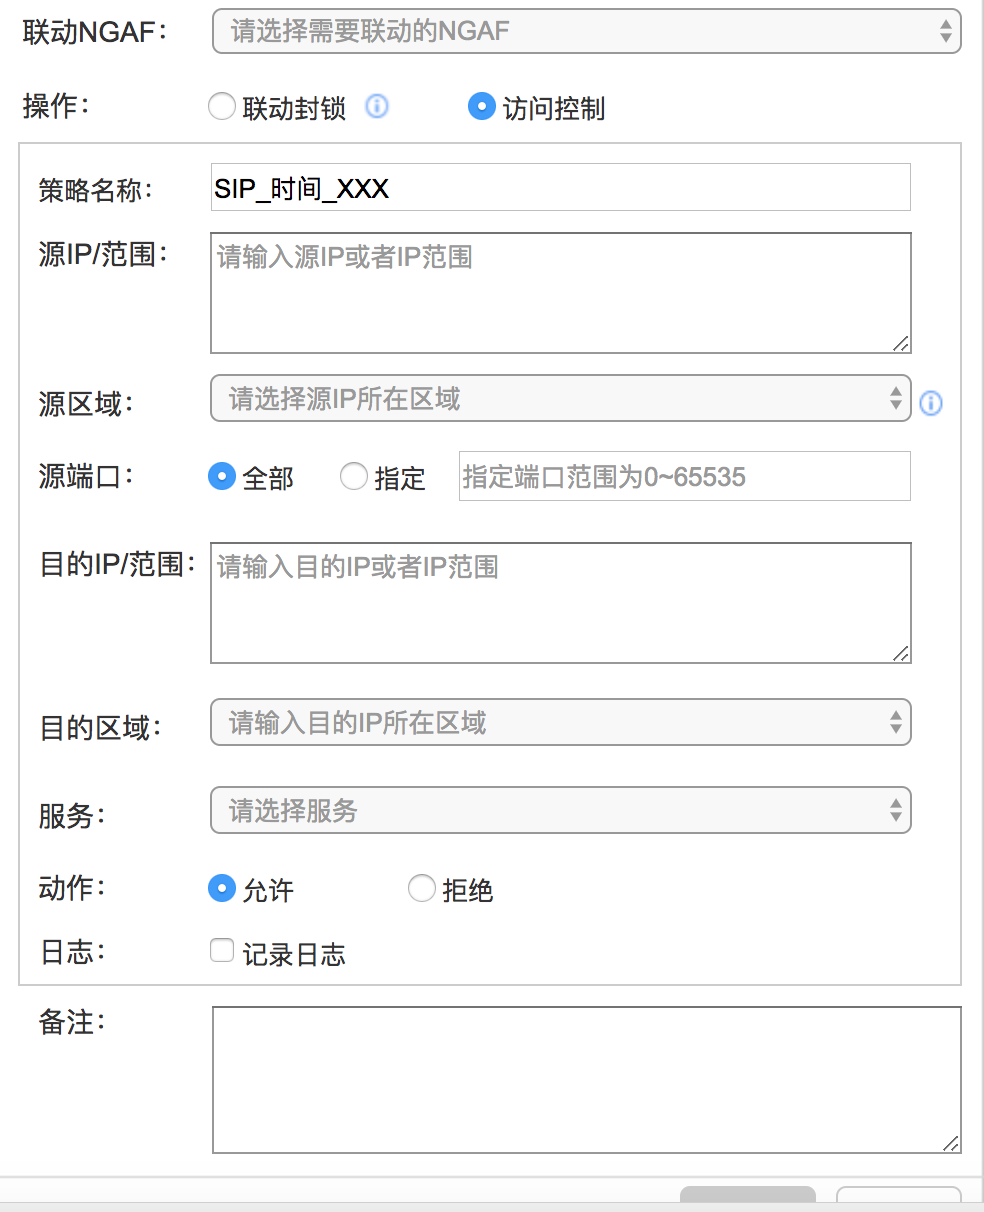 联动NGAF： 请选择需要联动的NGAF
操作： 联动封锁 访问控制
策略名称： SIP_时间_XXX
源IP/范围： 请输入源IP或者IP范围
源区域： 请选择源IP所在区域
源端口： 全部 指定 指定端口范围为0~65535
目的IP/范围： 请输入目的IP或者IP范围
目的区域： 请输入目的IP所在区域
服务： 请选择服务
动作： 允许 拒绝
日志： 记录日志
备注：